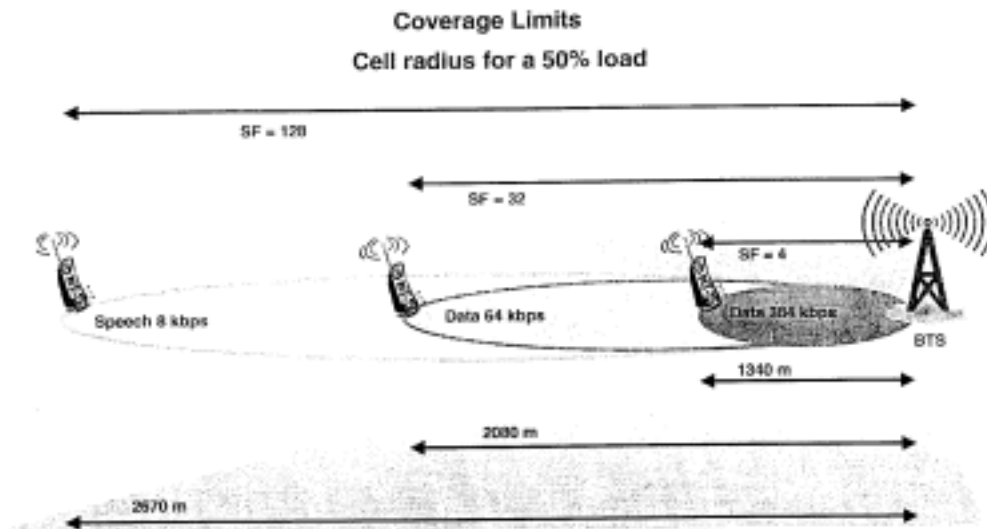 Coverage Limits
Cell radius for a 50% load
SF = 128
SF = 32
SF = 4
Speech 8 kbps
Data 64 kbps
Data 384 kbps
BTS
1340 m
2080 m
2670 m